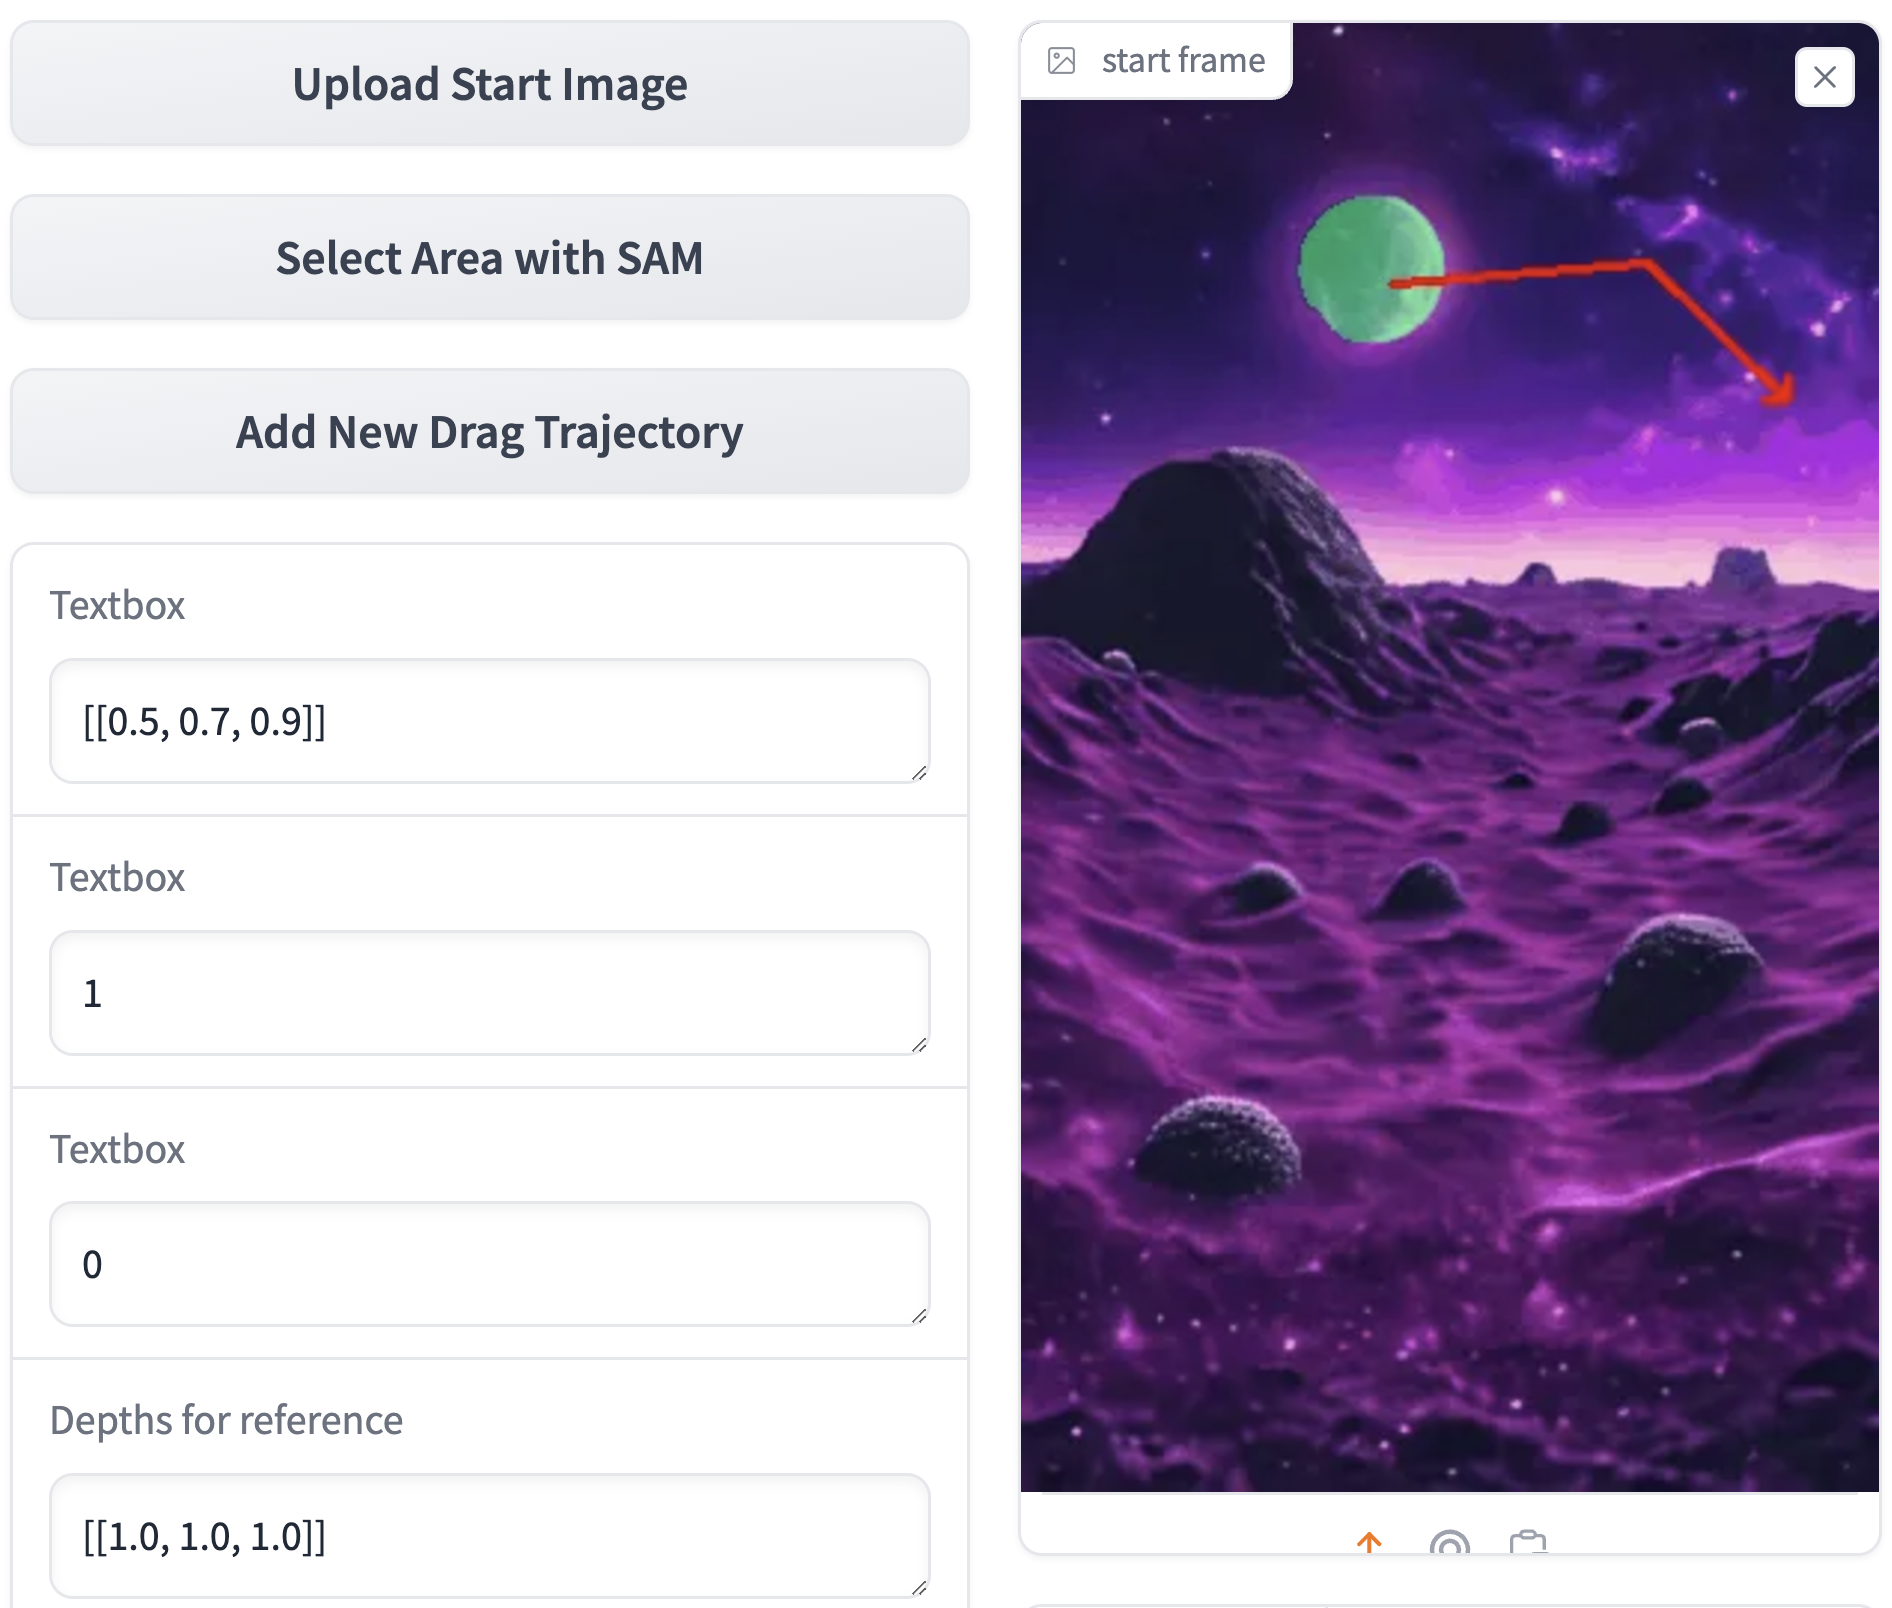 Upload Start Image
Select Area with SAM
Add New Drag Trajectory
Textbox
[[0.5, 0.7, 0.9]]
Textbox
1
Textbox
0
Depths for reference
[[1.0, 1.0, 1.0]]
start frame